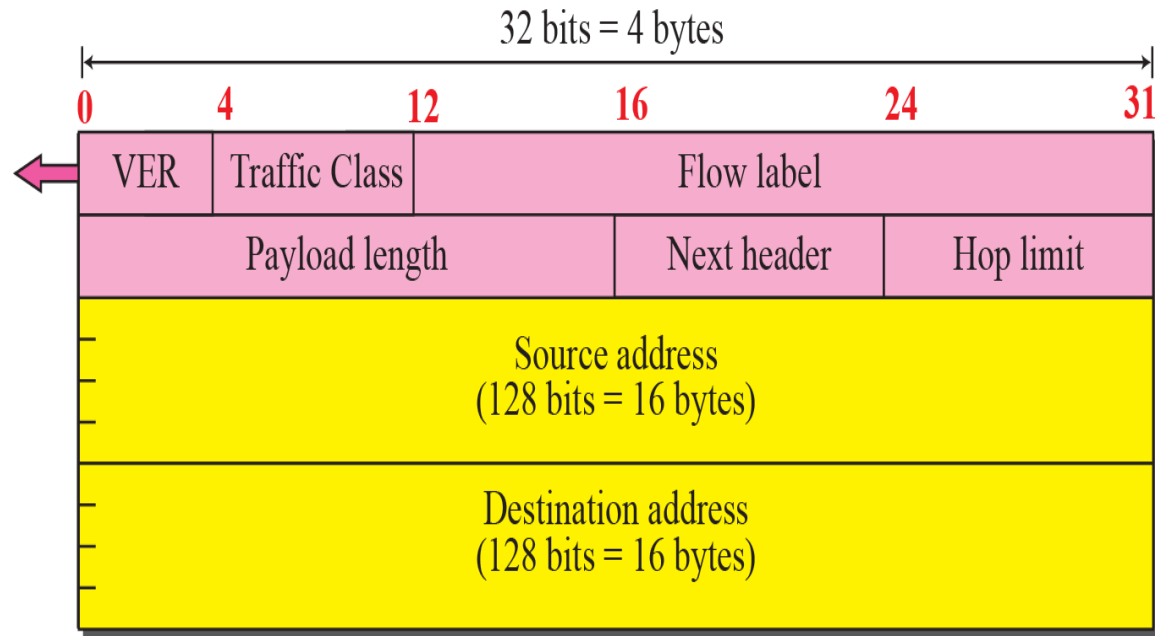 32 bits = 4 bytes
0 4 12 16 24 31
VER Traffic Class Flow label
Payload length Next header Hop limit
Source address
(128 bits = 16 bytes)
Destination address
(128 bits = 16 bytes)